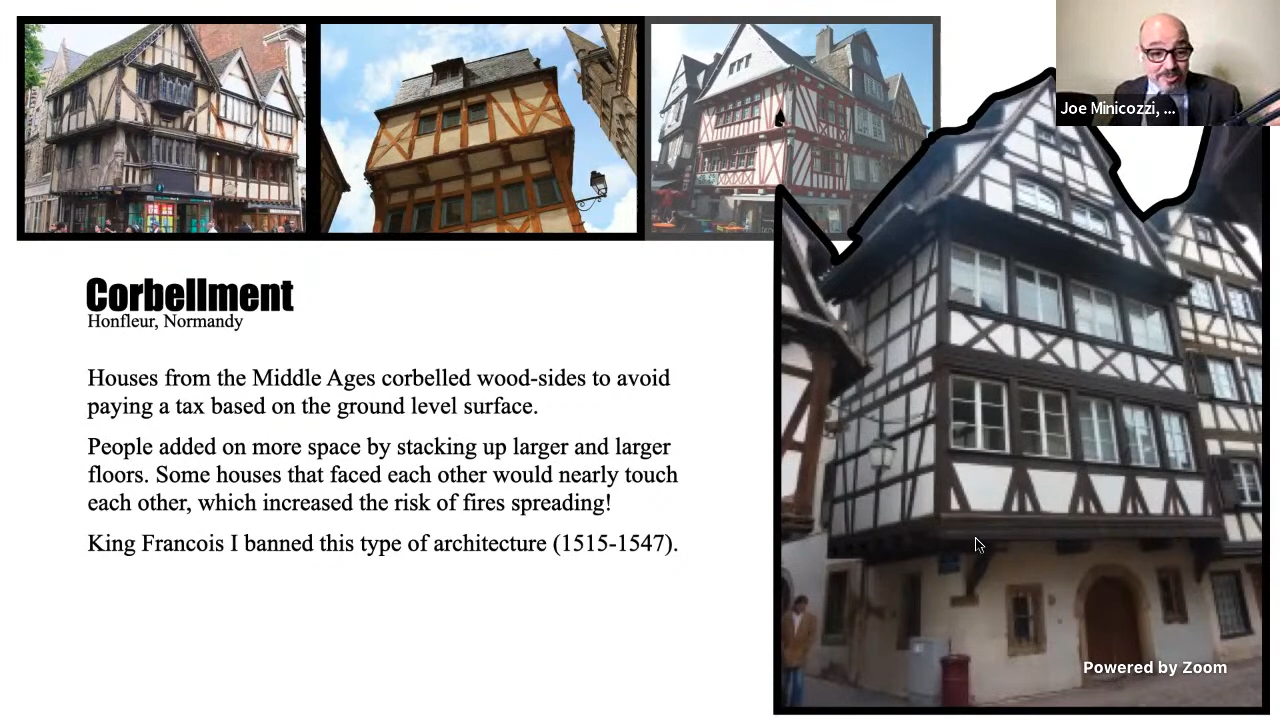 Joe Minicozzi, ...
Corbellment
Honfleur, Normandy
Houses from the Middle Ages corbelled wood-sides to avoid
paying a tax based on the ground level surface.
People added on more space by stacking up larger and larger
floors. Some houses that faced each other would nearly touch
each other, which increased the risk of fires spreading!
King Francois I banned this type of architecture (1515-1547).
Powered by Zoom